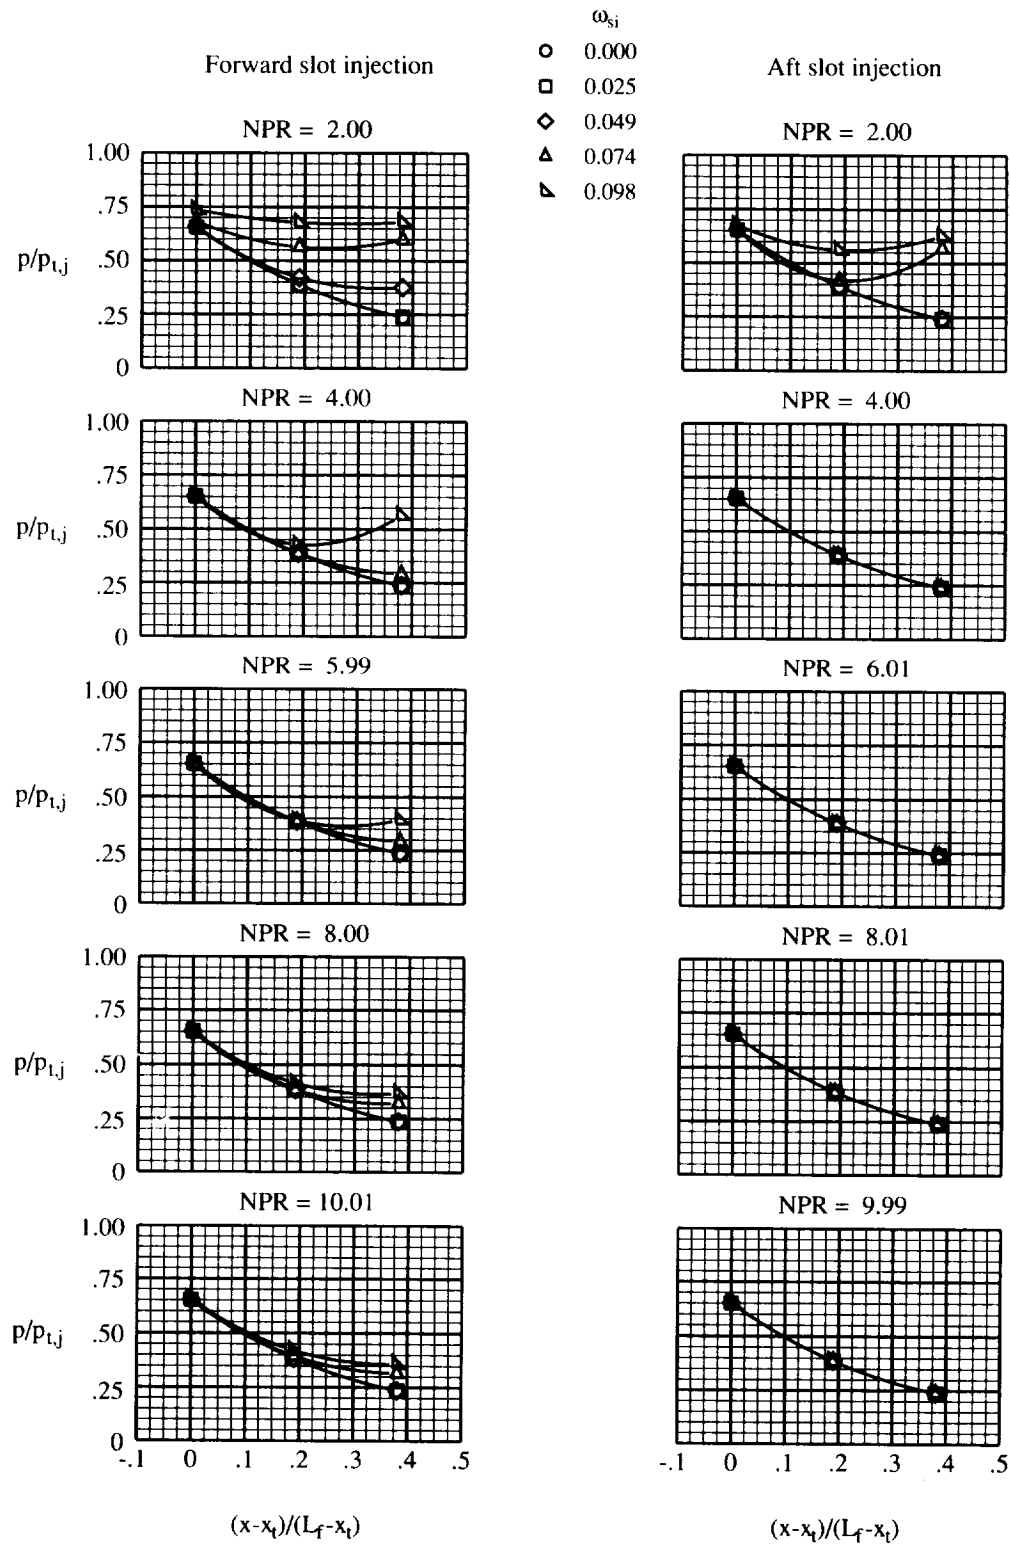 ω_si
0.000
0.025
0.049
0.074
0.098
Forward slot injection
Aft slot injection
NPR = 2.00
1.00
.75
p/p_t,j
.50
.25
0
NPR = 2.00
NPR = 4.00
1.00
.75
p/p_t,j
.50
.25
0
NPR = 4.00
NPR = 5.99
1.00
.75
p/p_t,j
.50
.25
0
NPR = 6.01
NPR = 8.00
1.00
.75
p/p_t,j
.50
.25
0
NPR = 8.01
NPR = 10.01
1.00
.75
p/p_t,j
.50
.25
0
-.1 0 .1 .2 .3 .4 .5
(x-x_t)/(L_f-x_t)
NPR = 9.99
-.1 0 .1 .2 .3 .4 .5
(x-x_t)/(L_f-x_t)